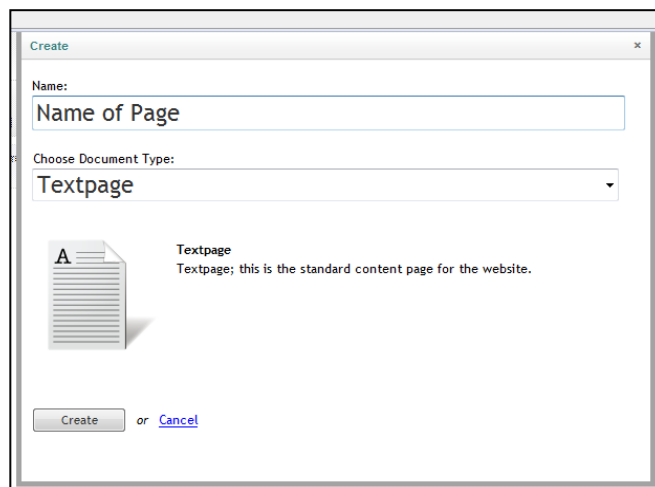 Create
×
Name:
Name of Page
Choose Document Type:
Textpage
A
Textpage
Textpage; this is the standard content page for the website.
Create or Cancel